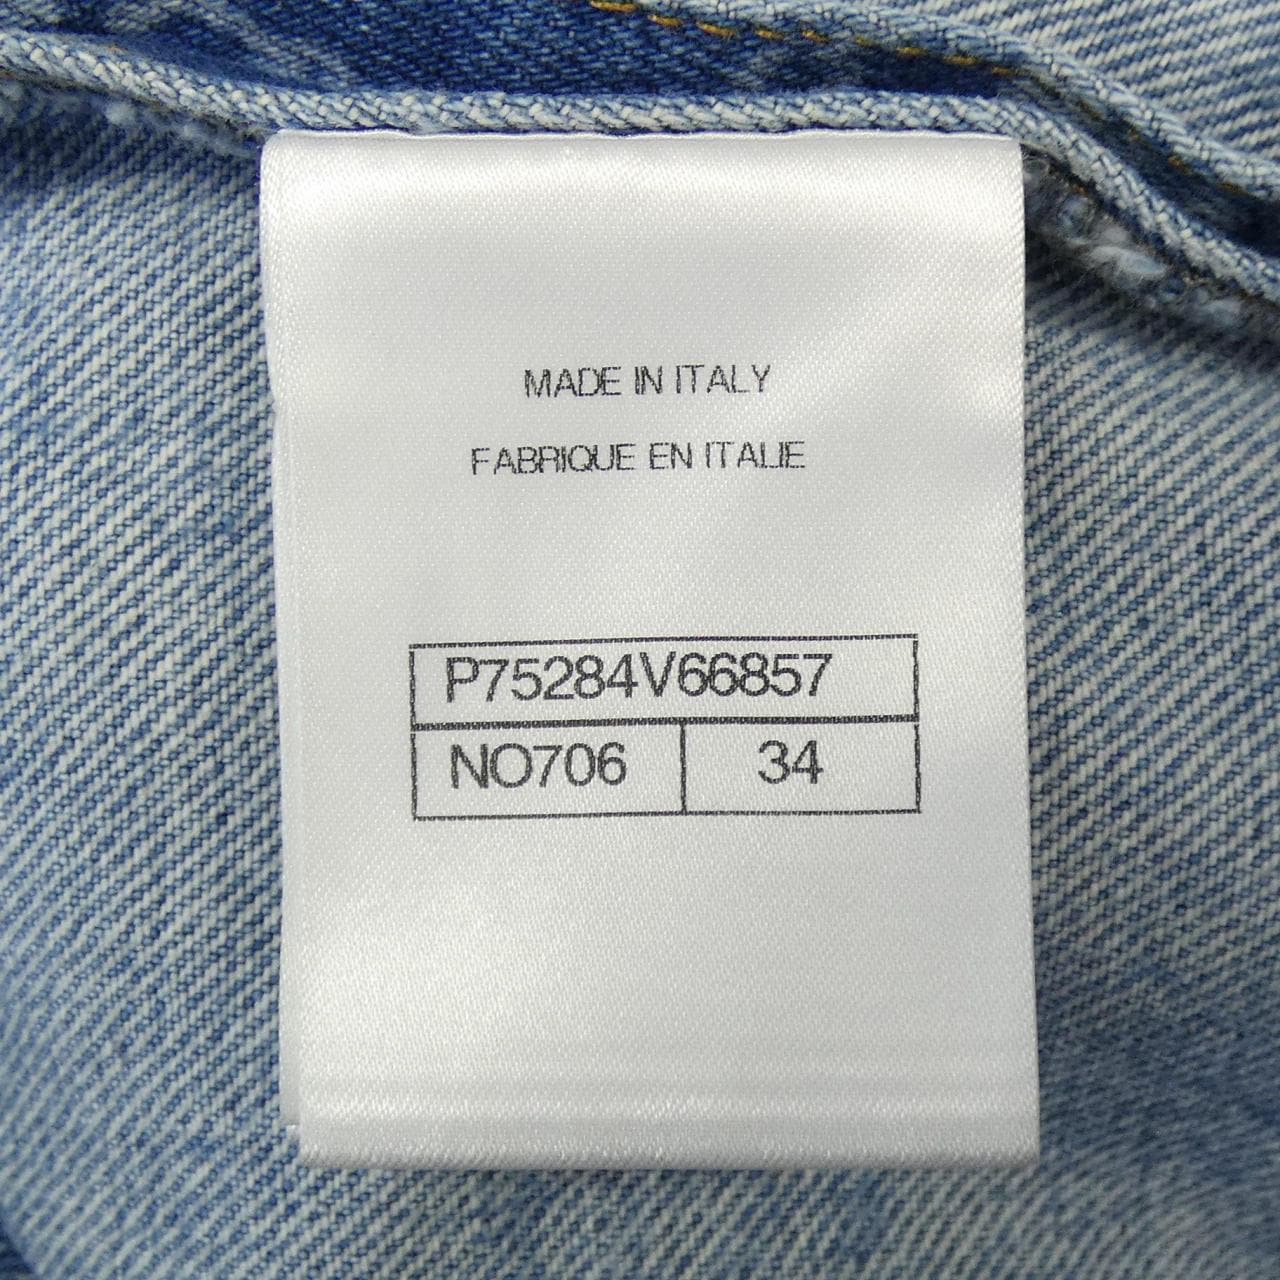 MADE IN ITALY
FABRIQUE EN ITALIE
P75284V66857
NO706 34